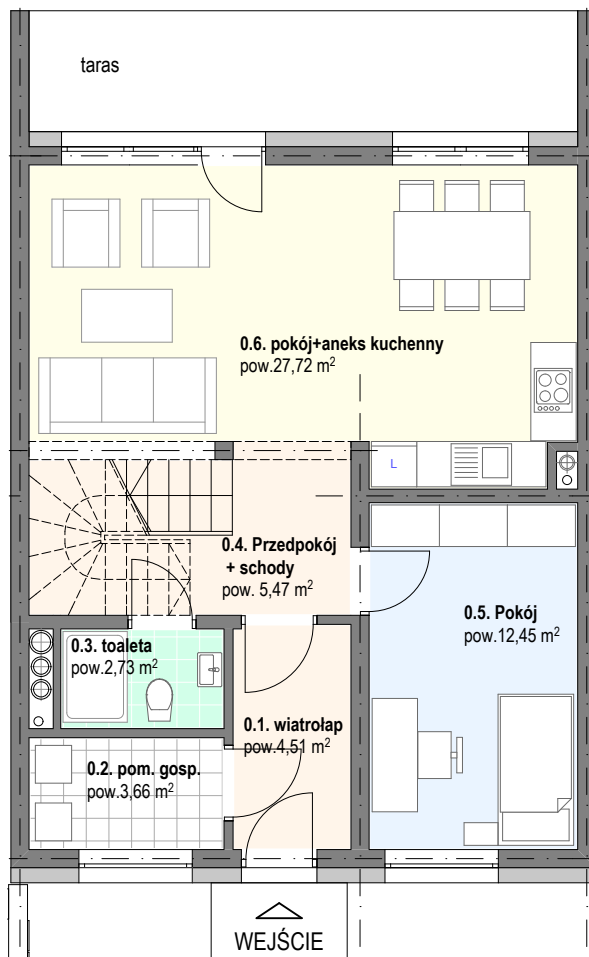 taras
0.6. pokój+aneks kuchenny
pow.27,72 m²
L
0.4. Przedpokój
+ schody
pow. 5,47 m²
0.5. Pokój
pow.12,45 m²
0.3. toaleta
pow.2,73 m²
0.1. wiatrołap
pow.4,51 m²
0.2. pom. gosp.
pow.3,66 m²
WEJŚCIE